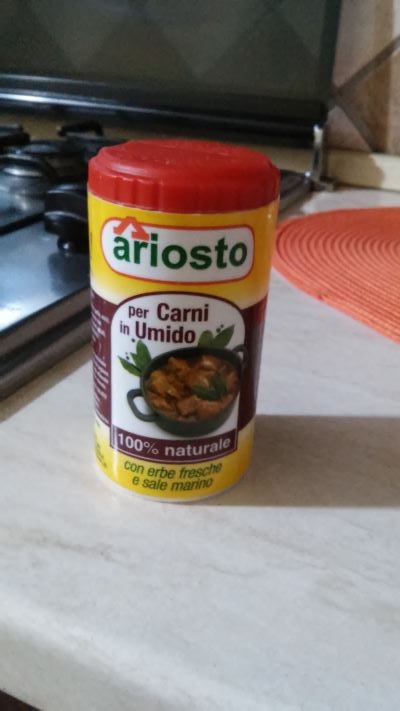 ariosto
per Carni
in Umido
100% naturale
con erbe fresche
e sale marino